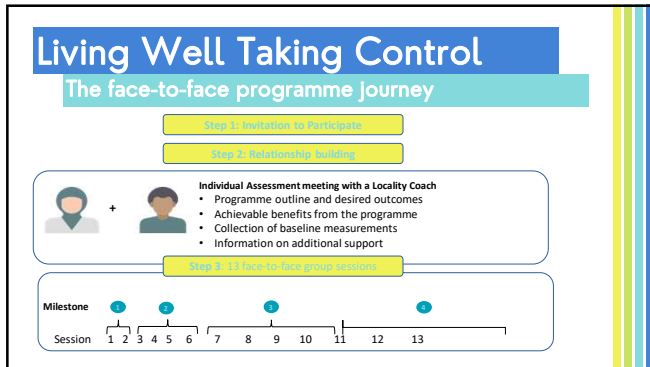 Living Well Taking Control
The face-to-face programme journey
Step 1: Invitation to Participate
Step 2: Relationship building
Individual Assessment meeting with a Locality Coach
+
• Programme outline and desired outcomes
• Achievable benefits from the programme
• Collection of baseline measurements
• Information on additional support
Step 3: 13 face-to-face group sessions
Milestone 1 2 3 4
Session 1 2 3 4 5 6 7 8 9 10 11 12 13